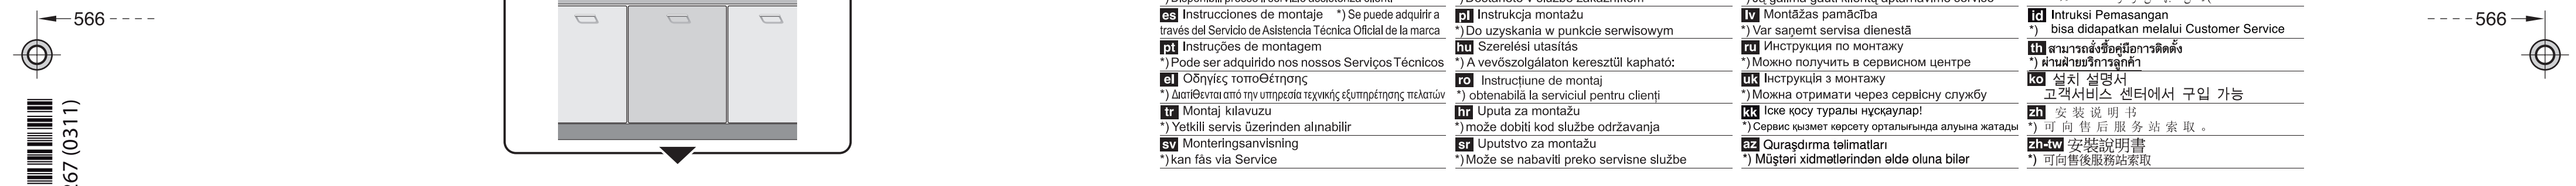 566
267 (0311)
es Instrucciones de montaje *) Se puede adquirir a
través del Servicio de Asistencia Técnica Oficial de la marca
pt Instruções de montagem
*) Pode ser adquirido nos nossos Serviços Técnicos
el Οδηγίες τοποθέτησης
*) Διατίθενται από την υπηρεσία τεχνικής εξυπηρέτησης πελατών
tr Montaj kılavuzu
*) Yetkili servis üzerinden alınabilir
sv Monteringsanvisning
*) kan fås via Service
pl Instrukcja montażu
*) Do uzyskania w punkcie serwisowym
hu Szerelési utasítás
*) A vevőszolgálaton keresztül kapható:
ro Instrucţiune de montaj
*) obtenabilă la serviciul pentru clienţi
hr Uputa za montažu
*) može dobiti kod službe održavanja
sr Uputstvo za montažu
*) Može se nabaviti preko servisne službe
lv Montāžas pamācība
*) Var saņemt servisa dienestā
ru Инструкция по монтажу
*) Можно получить в сервисном центре
uk Інструкція з монтажу
*) Можна отримати через сервісну службу
kk Іске қосу туралы нұсқаулар!
*) Сервис қызмет көрсету орталығында алуына жатады
az Quraşdırma təlimatları
*) Müştəri xidmətlərindən əldə oluna bilər
id Intruksi Pemasangan
*) bisa didapatkan melalui Customer Service
th สามารถสั่งซื้อคู่มือการติดตั้ง
*) ผ่านฝ่ายบริการลูกค้า
ko 설치 설명서
고객서비스 센터에서 구입 가능
zh 安装说明书
*) 可向售后服务站索取。
zh-tw 安裝說明書
*) 可向售後服務站索取
566